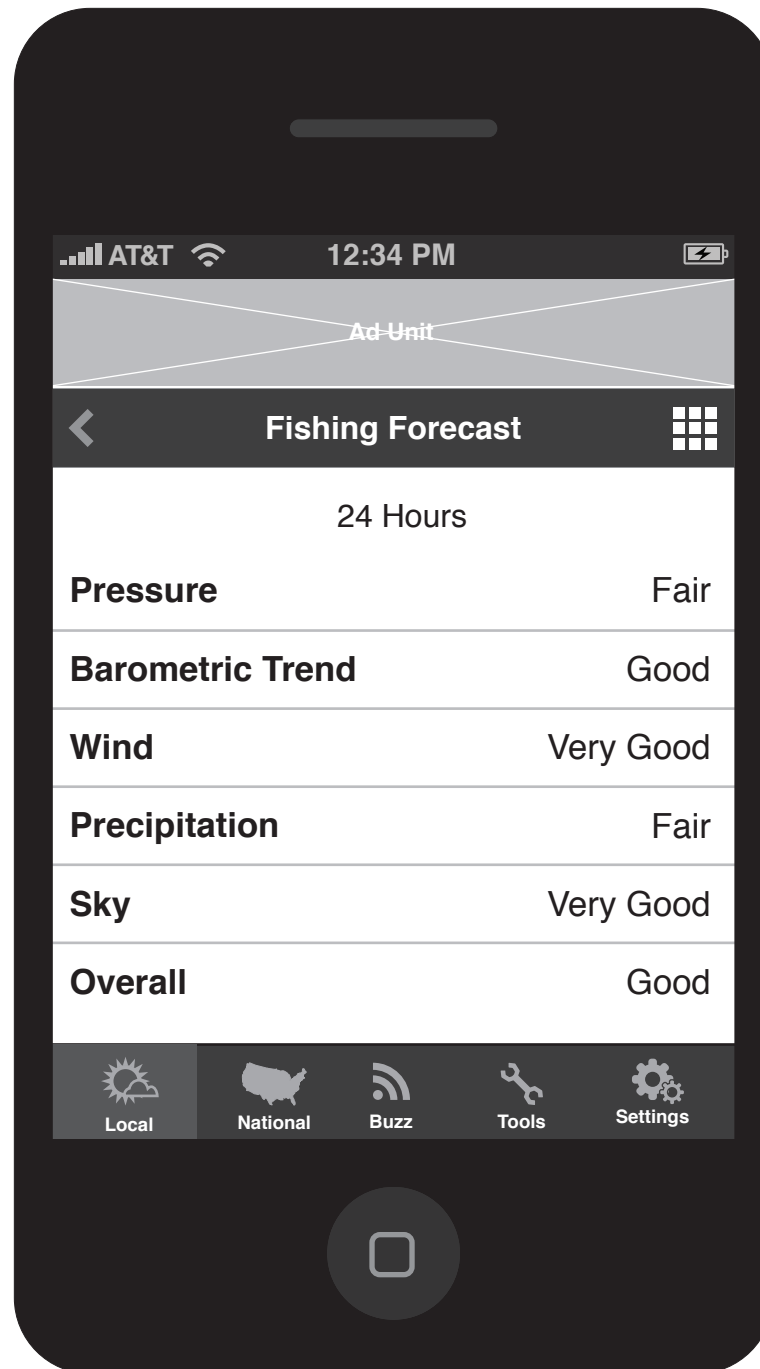 AT&T 12:34 PM
Ad Unit
Fishing Forecast
24 Hours
Pressure Fair
Barometric Trend Good
Wind Very Good
Precipitation Fair
Sky Very Good
Overall Good
Local National Buzz Tools Settings